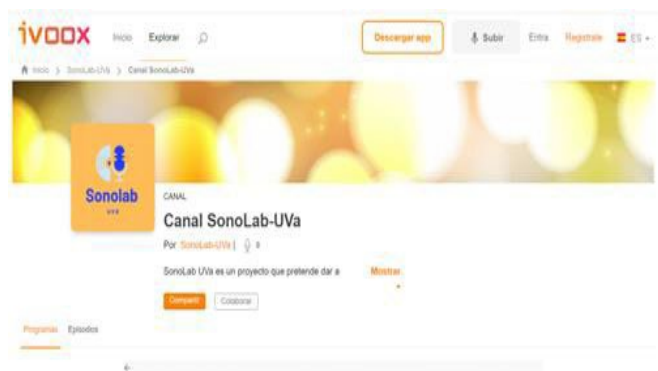 ivoox Inicio Explorar Descargar app Subir Entra Regístrate ES
Inicio > SonoLab-UVa > Canal SonoLab-UVa
Sonolab
UVa
CANAL
Canal SonoLab-UVa
Por SonoLab-UVa |
SonoLab UVa es un proyecto que pretende dar a Mostrar
Compartir Colaborar
Programas Episodios